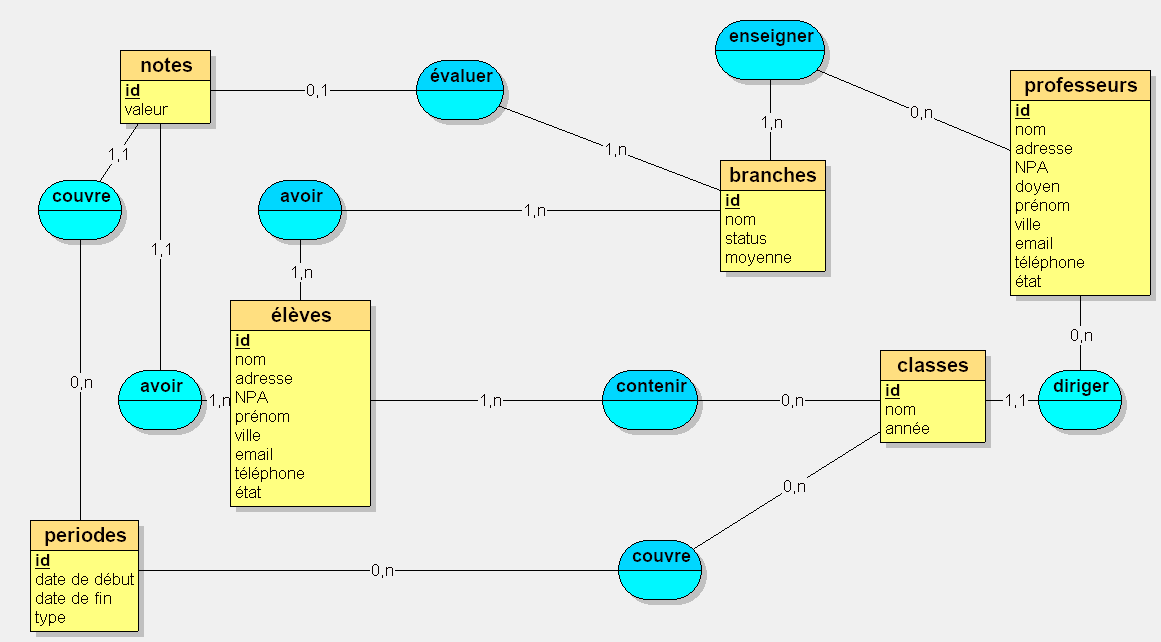 enseigner
notes
id
valeur
0,1
évaluer
1,n
1,n
0,n
professeurs
id
nom
adresse
NPA
doyen
prénom
ville
email
téléphone
état
1,1
couvre
avoir
1,n
branches
id
nom
status
moyenne
1,1
1,n
élèves
id
nom
adresse
NPA
prénom
ville
email
téléphone
état
0,n
0,n
avoir
1,n
1,n
contenir
0,n
classes
id
nom
année
1,1
diriger
0,n
periodes
id
date de début
date de fin
type
0,n
couvre